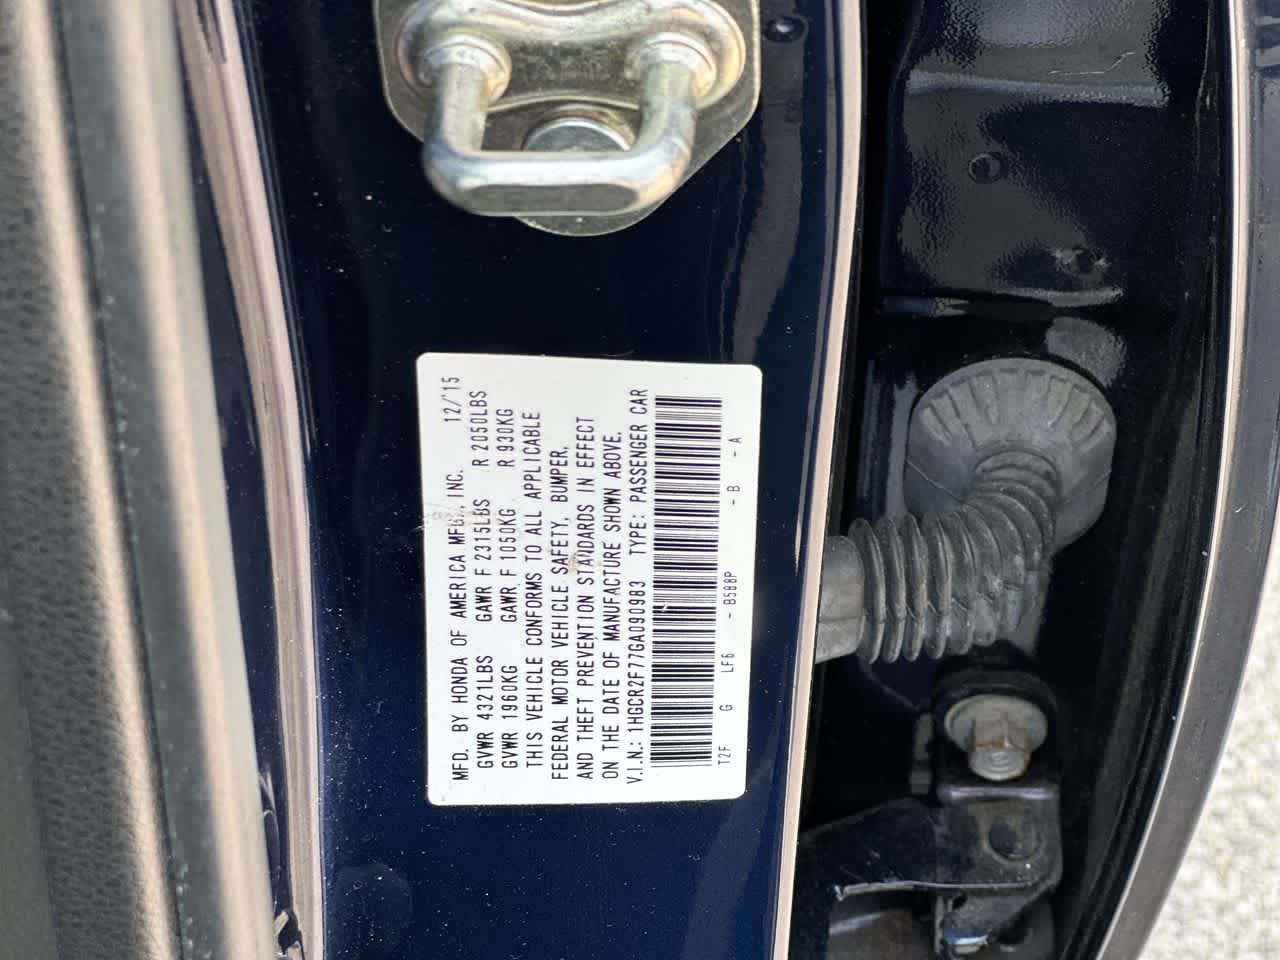 MFD. BY HONDA OF AMERICA MFG., INC. 12/'15
GVWR 4321LBS GAWR F 2315LBS R 2050LBS
GVWR 1960KG GAWR F 1050KG R 930KG
THIS VEHICLE CONFORMS TO ALL APPLICABLE
FEDERAL MOTOR VEHICLE SAFETY, BUMPER,
AND THEFT PREVENTION STANDARDS IN EFFECT
ON THE DATE OF MANUFACTURE SHOWN ABOVE.
V.I.N.: 1HGCR2F77GA090983 TYPE: PASSENGER CAR
T2F G LF6 - B588P - B - A